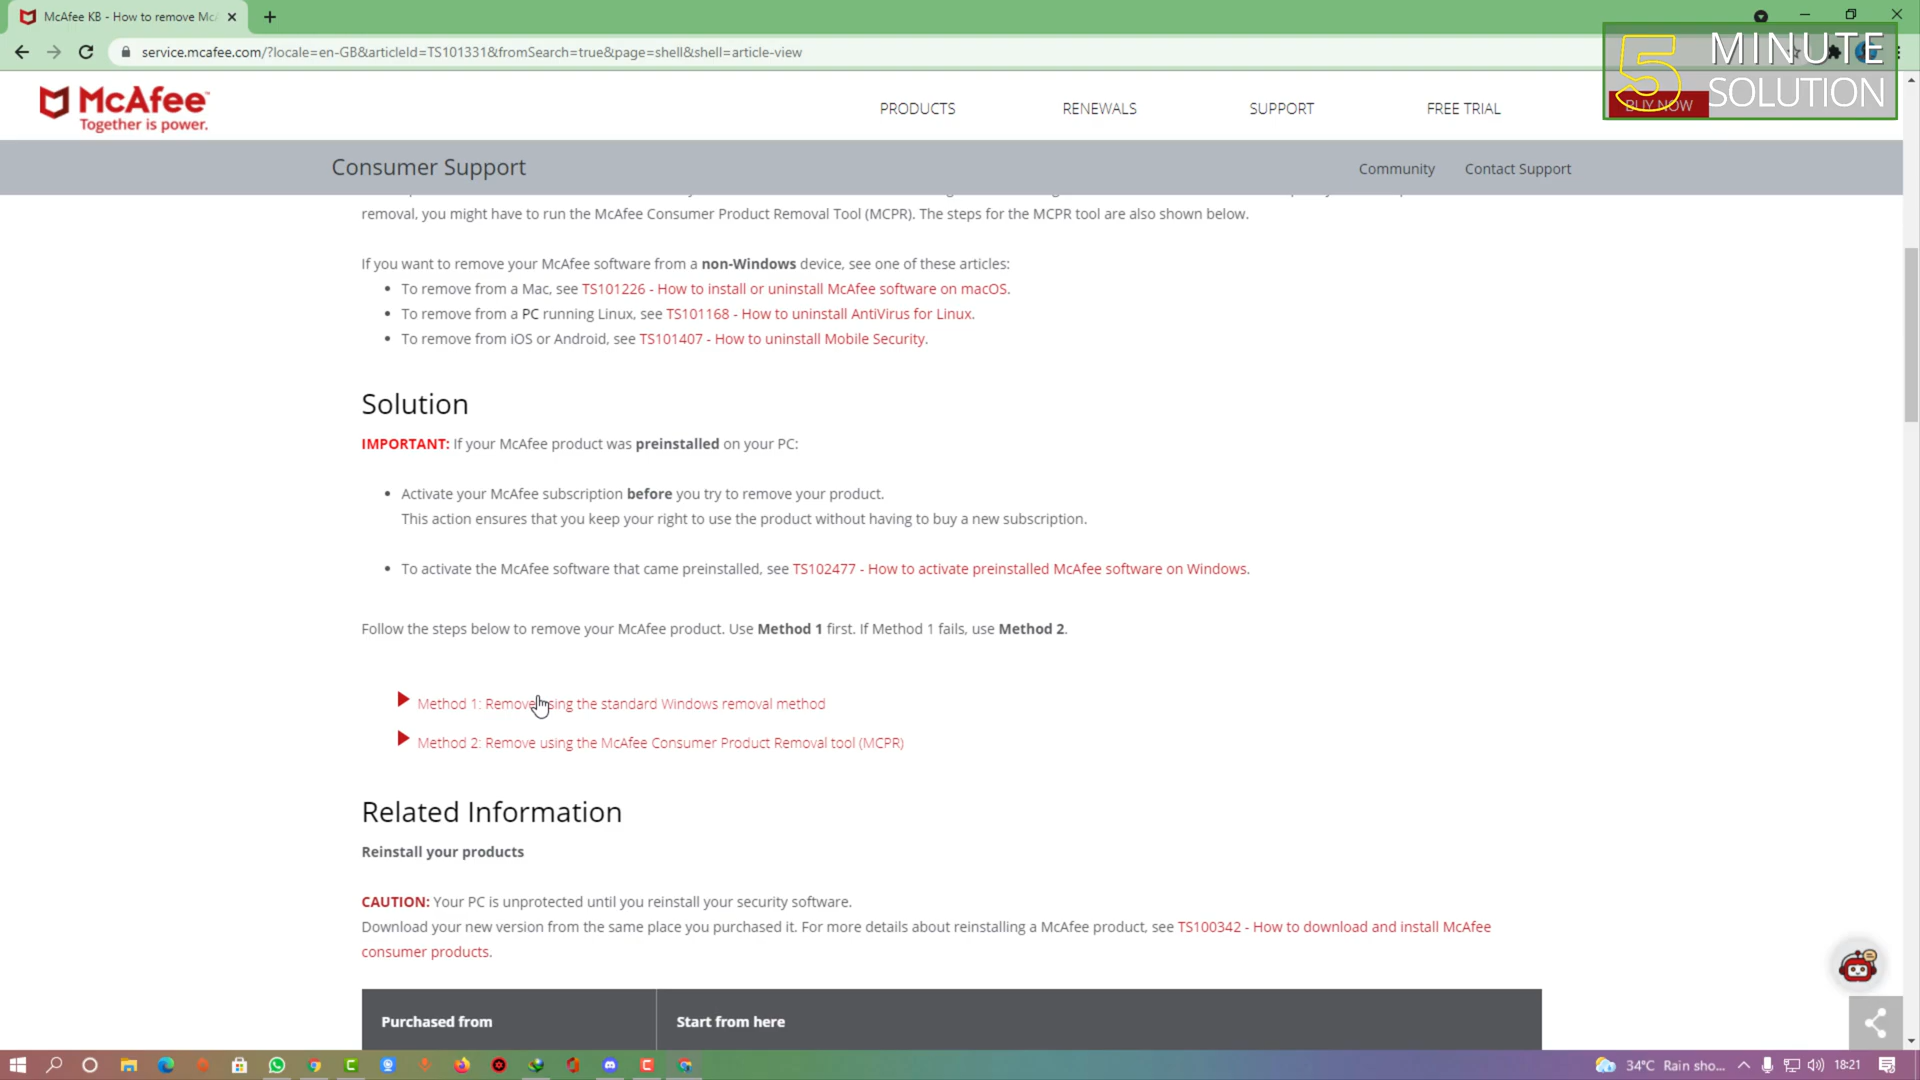 McAfee KB - How to remove McA
service.mcafee.com/?locale=en-GB&articleId=TS101331&fromSearch=true&page=shell&shell=article-view
5 MINUTE SOLUTION
McAfee™
Together is power.
PRODUCTS
RENEWALS
SUPPORT
FREE TRIAL
BUY NOW
Consumer Support
Community
Contact Support
removal, you might have to run the McAfee Consumer Product Removal Tool (MCPR). The steps for the MCPR tool are also shown below.
If you want to remove your McAfee software from a non-Windows device, see one of these articles:
• To remove from a Mac, see TS101226 - How to install or uninstall McAfee software on macOS.
• To remove from a PC running Linux, see TS101168 - How to uninstall AntiVirus for Linux.
• To remove from iOS or Android, see TS101407 - How to uninstall Mobile Security.
Solution
IMPORTANT: If your McAfee product was preinstalled on your PC:
• Activate your McAfee subscription before you try to remove your product.
This action ensures that you keep your right to use the product without having to buy a new subscription.
• To activate the McAfee software that came preinstalled, see TS102477 - How to activate preinstalled McAfee software on Windows.
Follow the steps below to remove your McAfee product. Use Method 1 first. If Method 1 fails, use Method 2.
Method 1: Remove using the standard Windows removal method
Method 2: Remove using the McAfee Consumer Product Removal tool (MCPR)
Related Information
Reinstall your products
CAUTION: Your PC is unprotected until you reinstall your security software.
Download your new version from the same place you purchased it. For more details about reinstalling a McAfee product, see TS100342 - How to download and install McAfee
consumer products.
Purchased from
Start from here
34°C Rain sho...
18:21